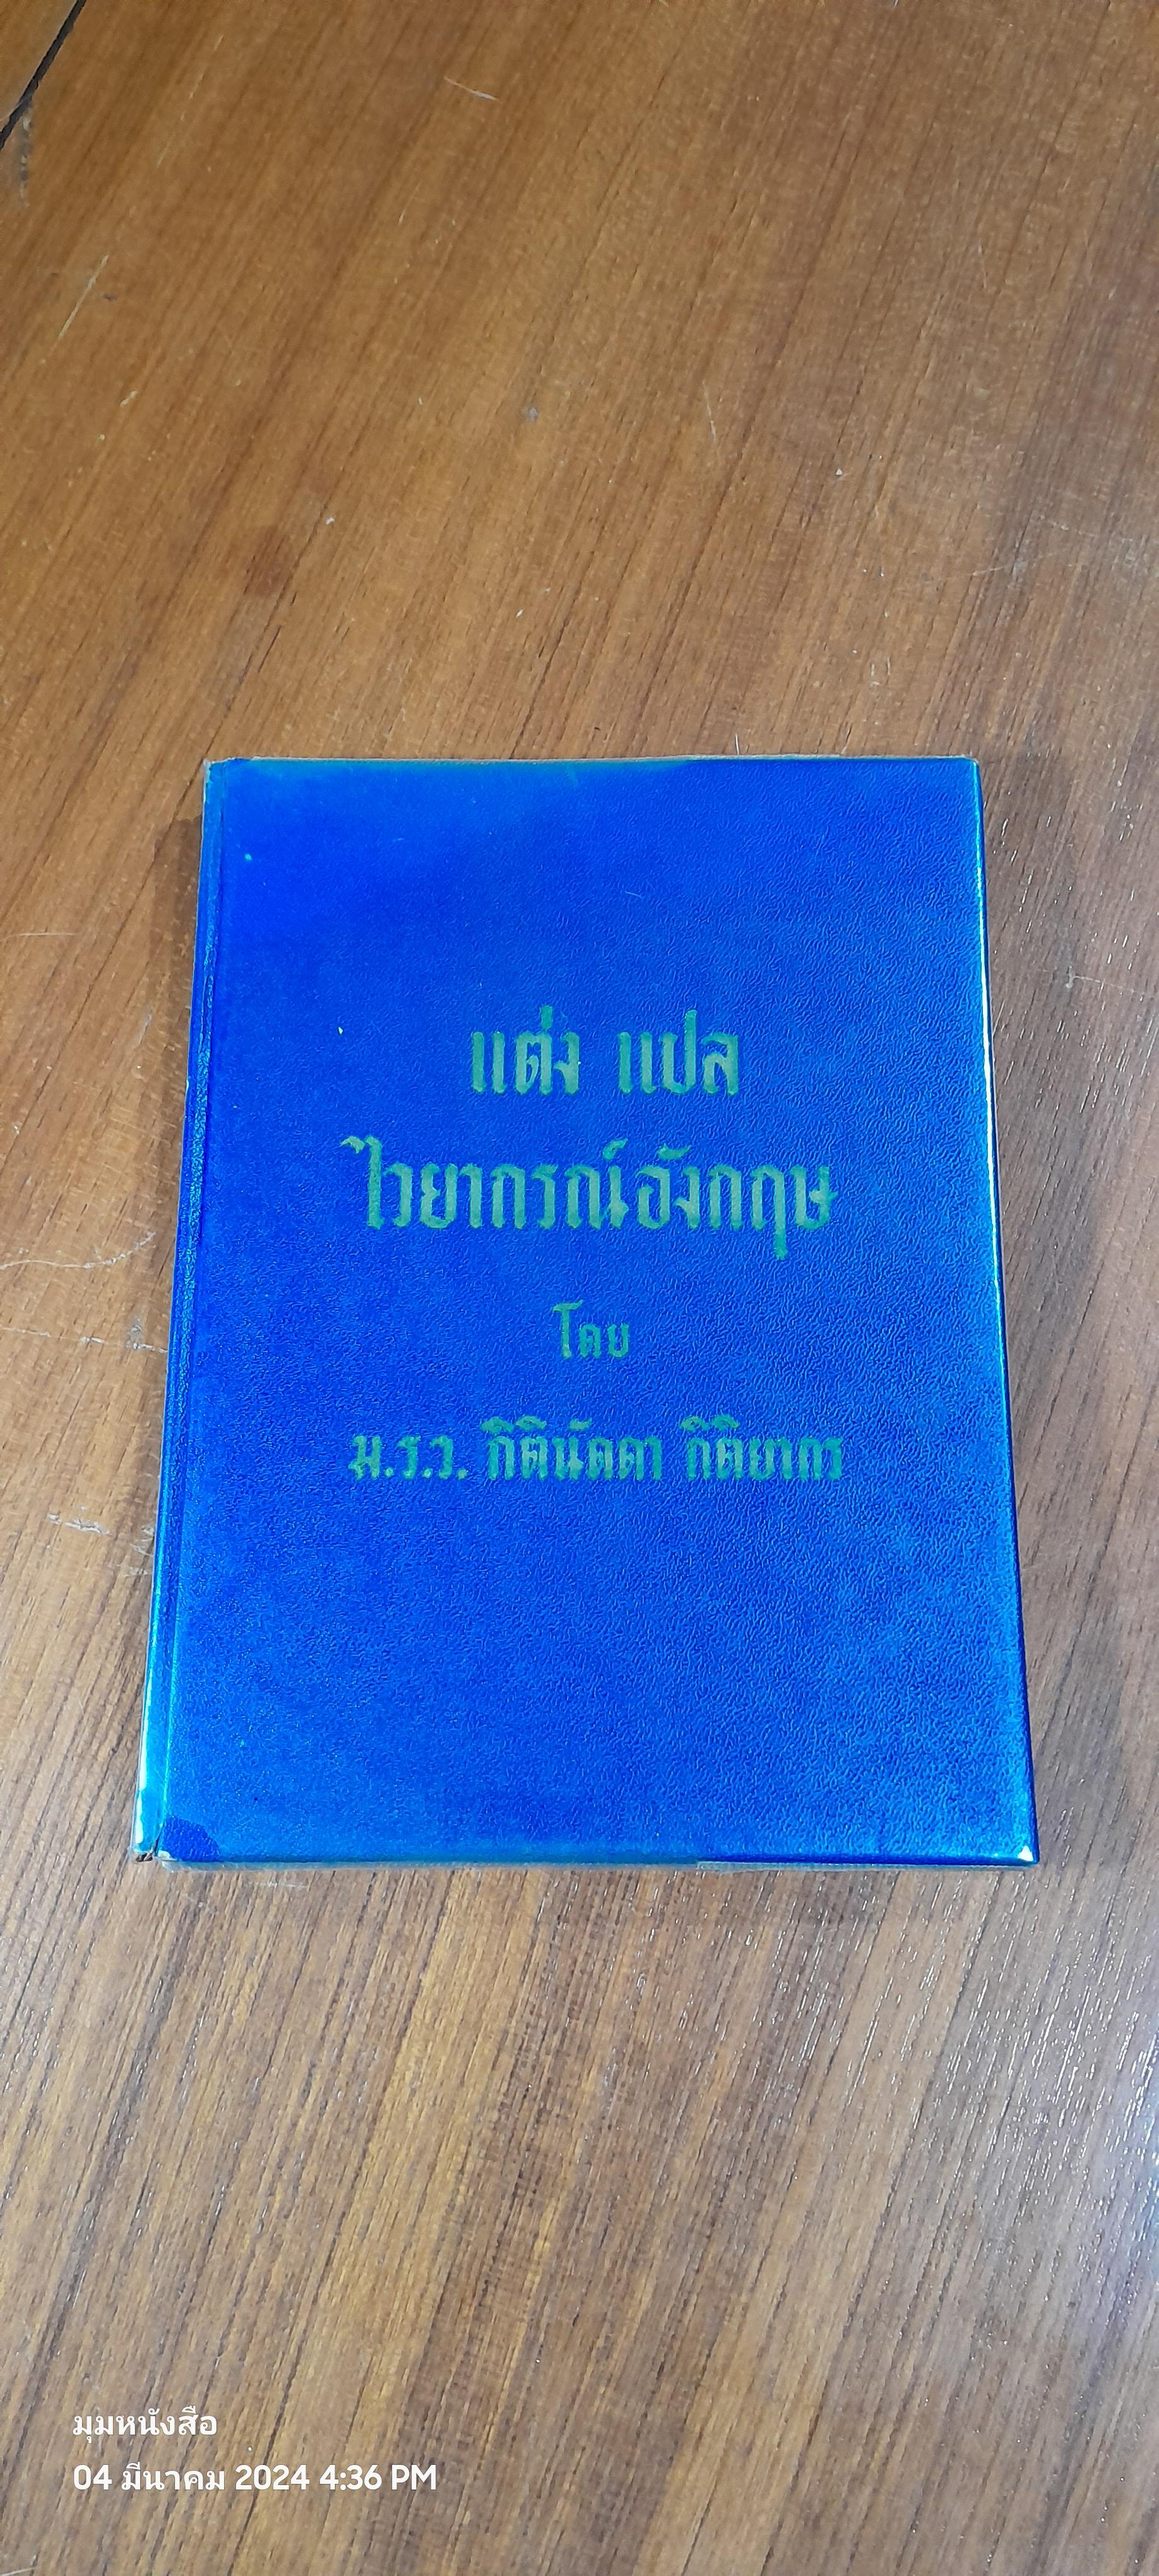 แต่ง แปล
ไวยากรณ์อังกฤษ
โดย
ม.ร.ว. กิตินัดดา กิติยากร
มุมหนังสือ
04 มีนาคม 2024 4:36 PM